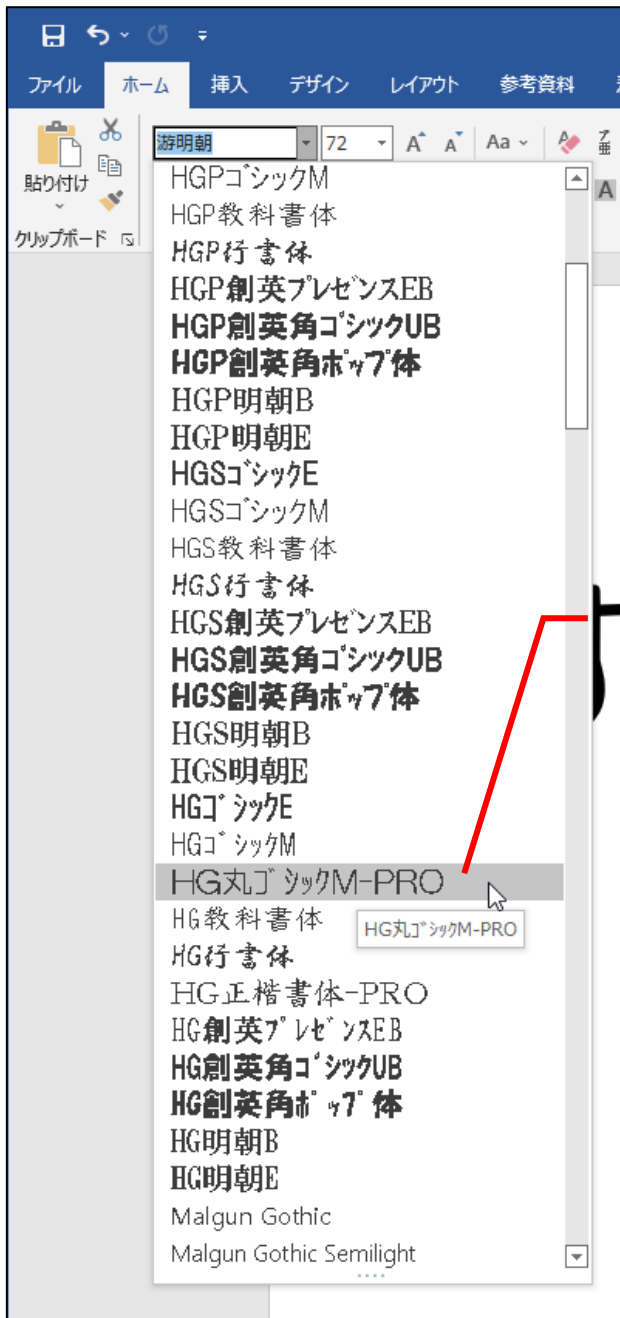 ファイル ホーム 挿入 デザイン レイアウト 参考資料
游明朝 72 A A Aa A 亜
貼り付け A
クリップボード
HGPゴシックM
HGP教科書体
HGP行書体
HGP創英プレゼンスEB
HGP創英角ゴシックUB
HGP創英角ポップ体
HGP明朝B
HGP明朝E
HGSゴシックE
HGSゴシックM
HGS教科書体
HGS行書体
HGS創英プレゼンスEB
HGS創英角ゴシックUB
HGS創英角ポップ体
HGS明朝B
HGS明朝E
HGゴシックE
HGゴシックM
HG丸ゴシックM-PRO
HG教科書体
HG丸ゴシックM-PRO
HG行書体
HG正楷書体-PRO
HG創英プレゼンスEB
HG創英角ゴシックUB
HG創英角ポップ体
HG明朝B
HG明朝E
Malgun Gothic
Malgun Gothic Semilight